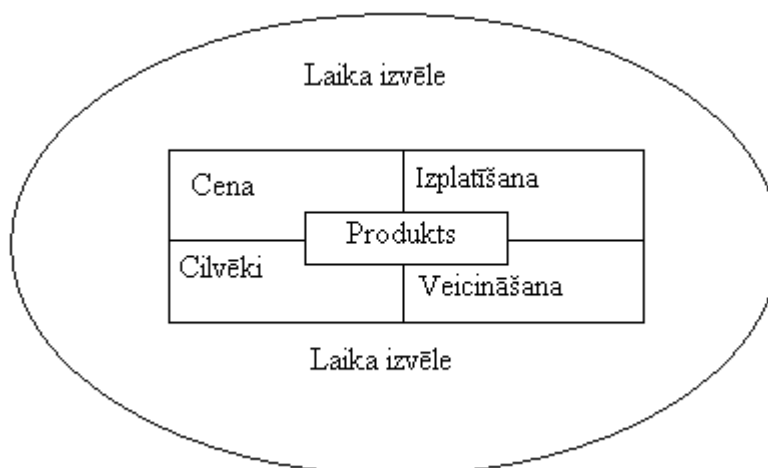 Laika izvēle
Cena
Izplatīšana
Produkts
Cilvēki
Veicināšana
Laika izvēle